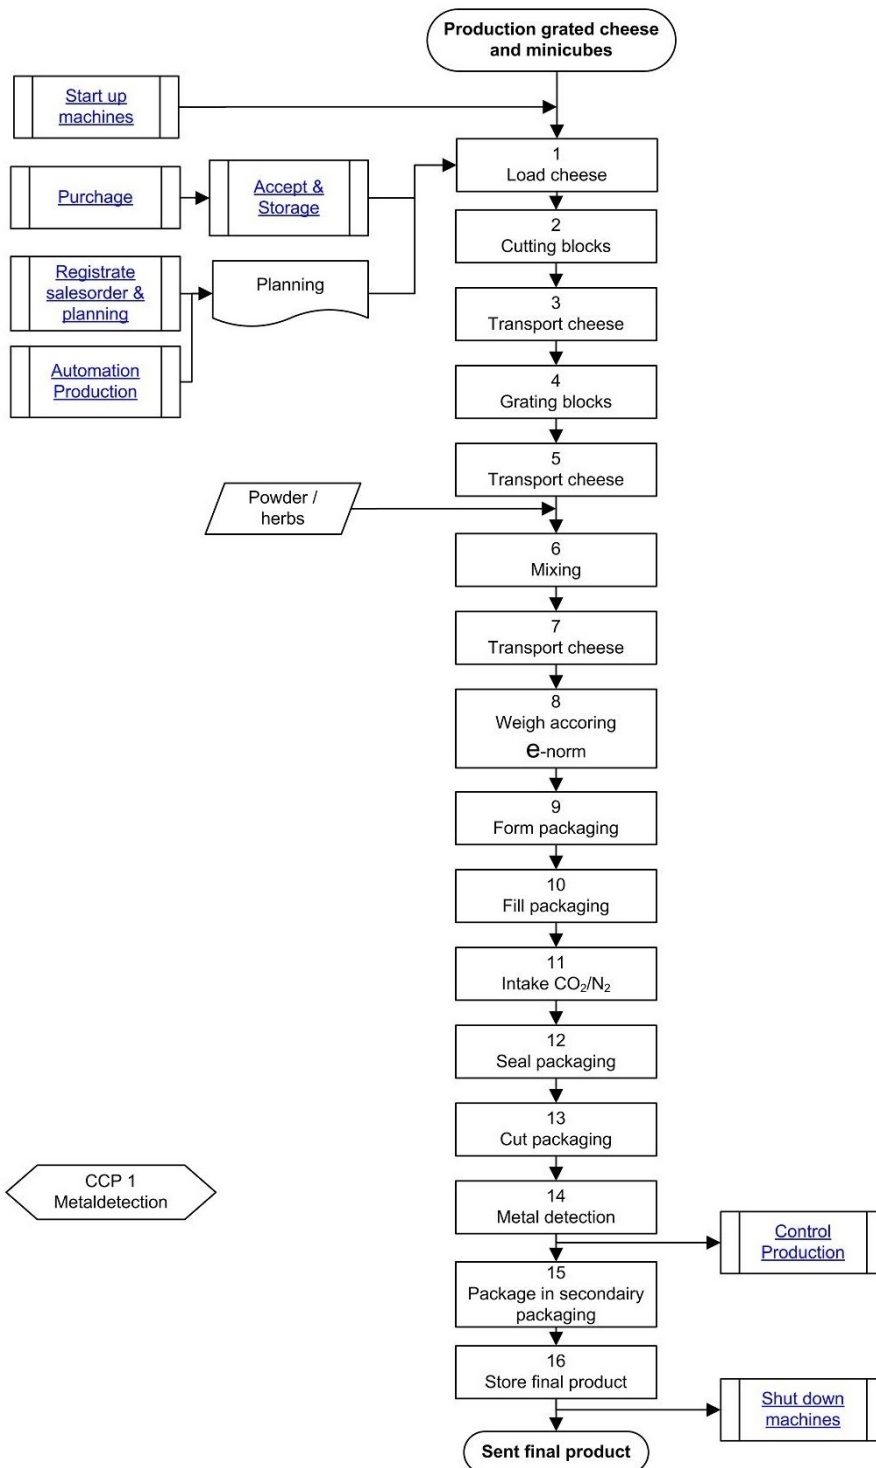 Production grated cheese
and minicubes
Start up
machines
1
Load cheese
Purchage
Accept &
Storage
2
Cutting blocks
Registrate
salesorder &
planning
Planning
3
Transport cheese
Automation
Production
4
Grating blocks
5
Transport cheese
Powder /
herbs
6
Mixing
7
Transport cheese
8
Weigh accoring
e-norm
9
Form packaging
10
Fill packaging
11
Intake CO₂/N₂
12
Seal packaging
13
Cut packaging
CCP 1
Metaldetection
14
Metal detection
Control
Production
15
Package in secondairy
packaging
16
Store final product
Shut down
machines
Sent final product